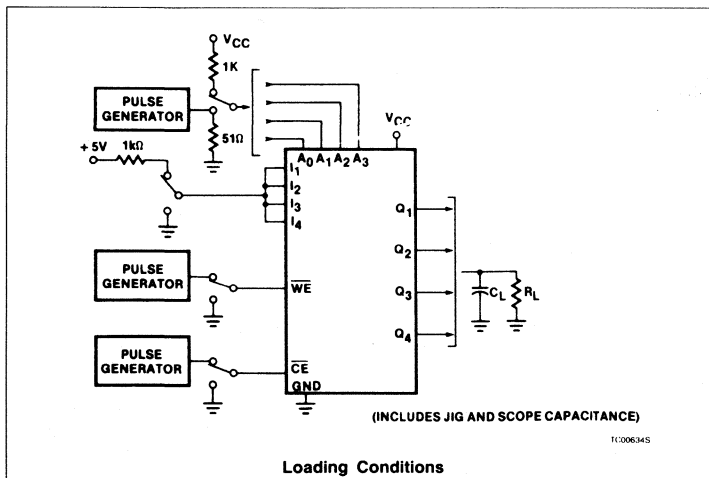 VCC
1K
PULSE
GENERATOR
51Ω
+ 5V
1kΩ
VCC
A0 A1 A2 A3
I1
I2
I3
I4
Q1
Q2
Q3
Q4
CL
RL
PULSE
GENERATOR
WE
PULSE
GENERATOR
CE
GND
(INCLUDES JIG AND SCOPE CAPACITANCE)
TC00634S
Loading Conditions